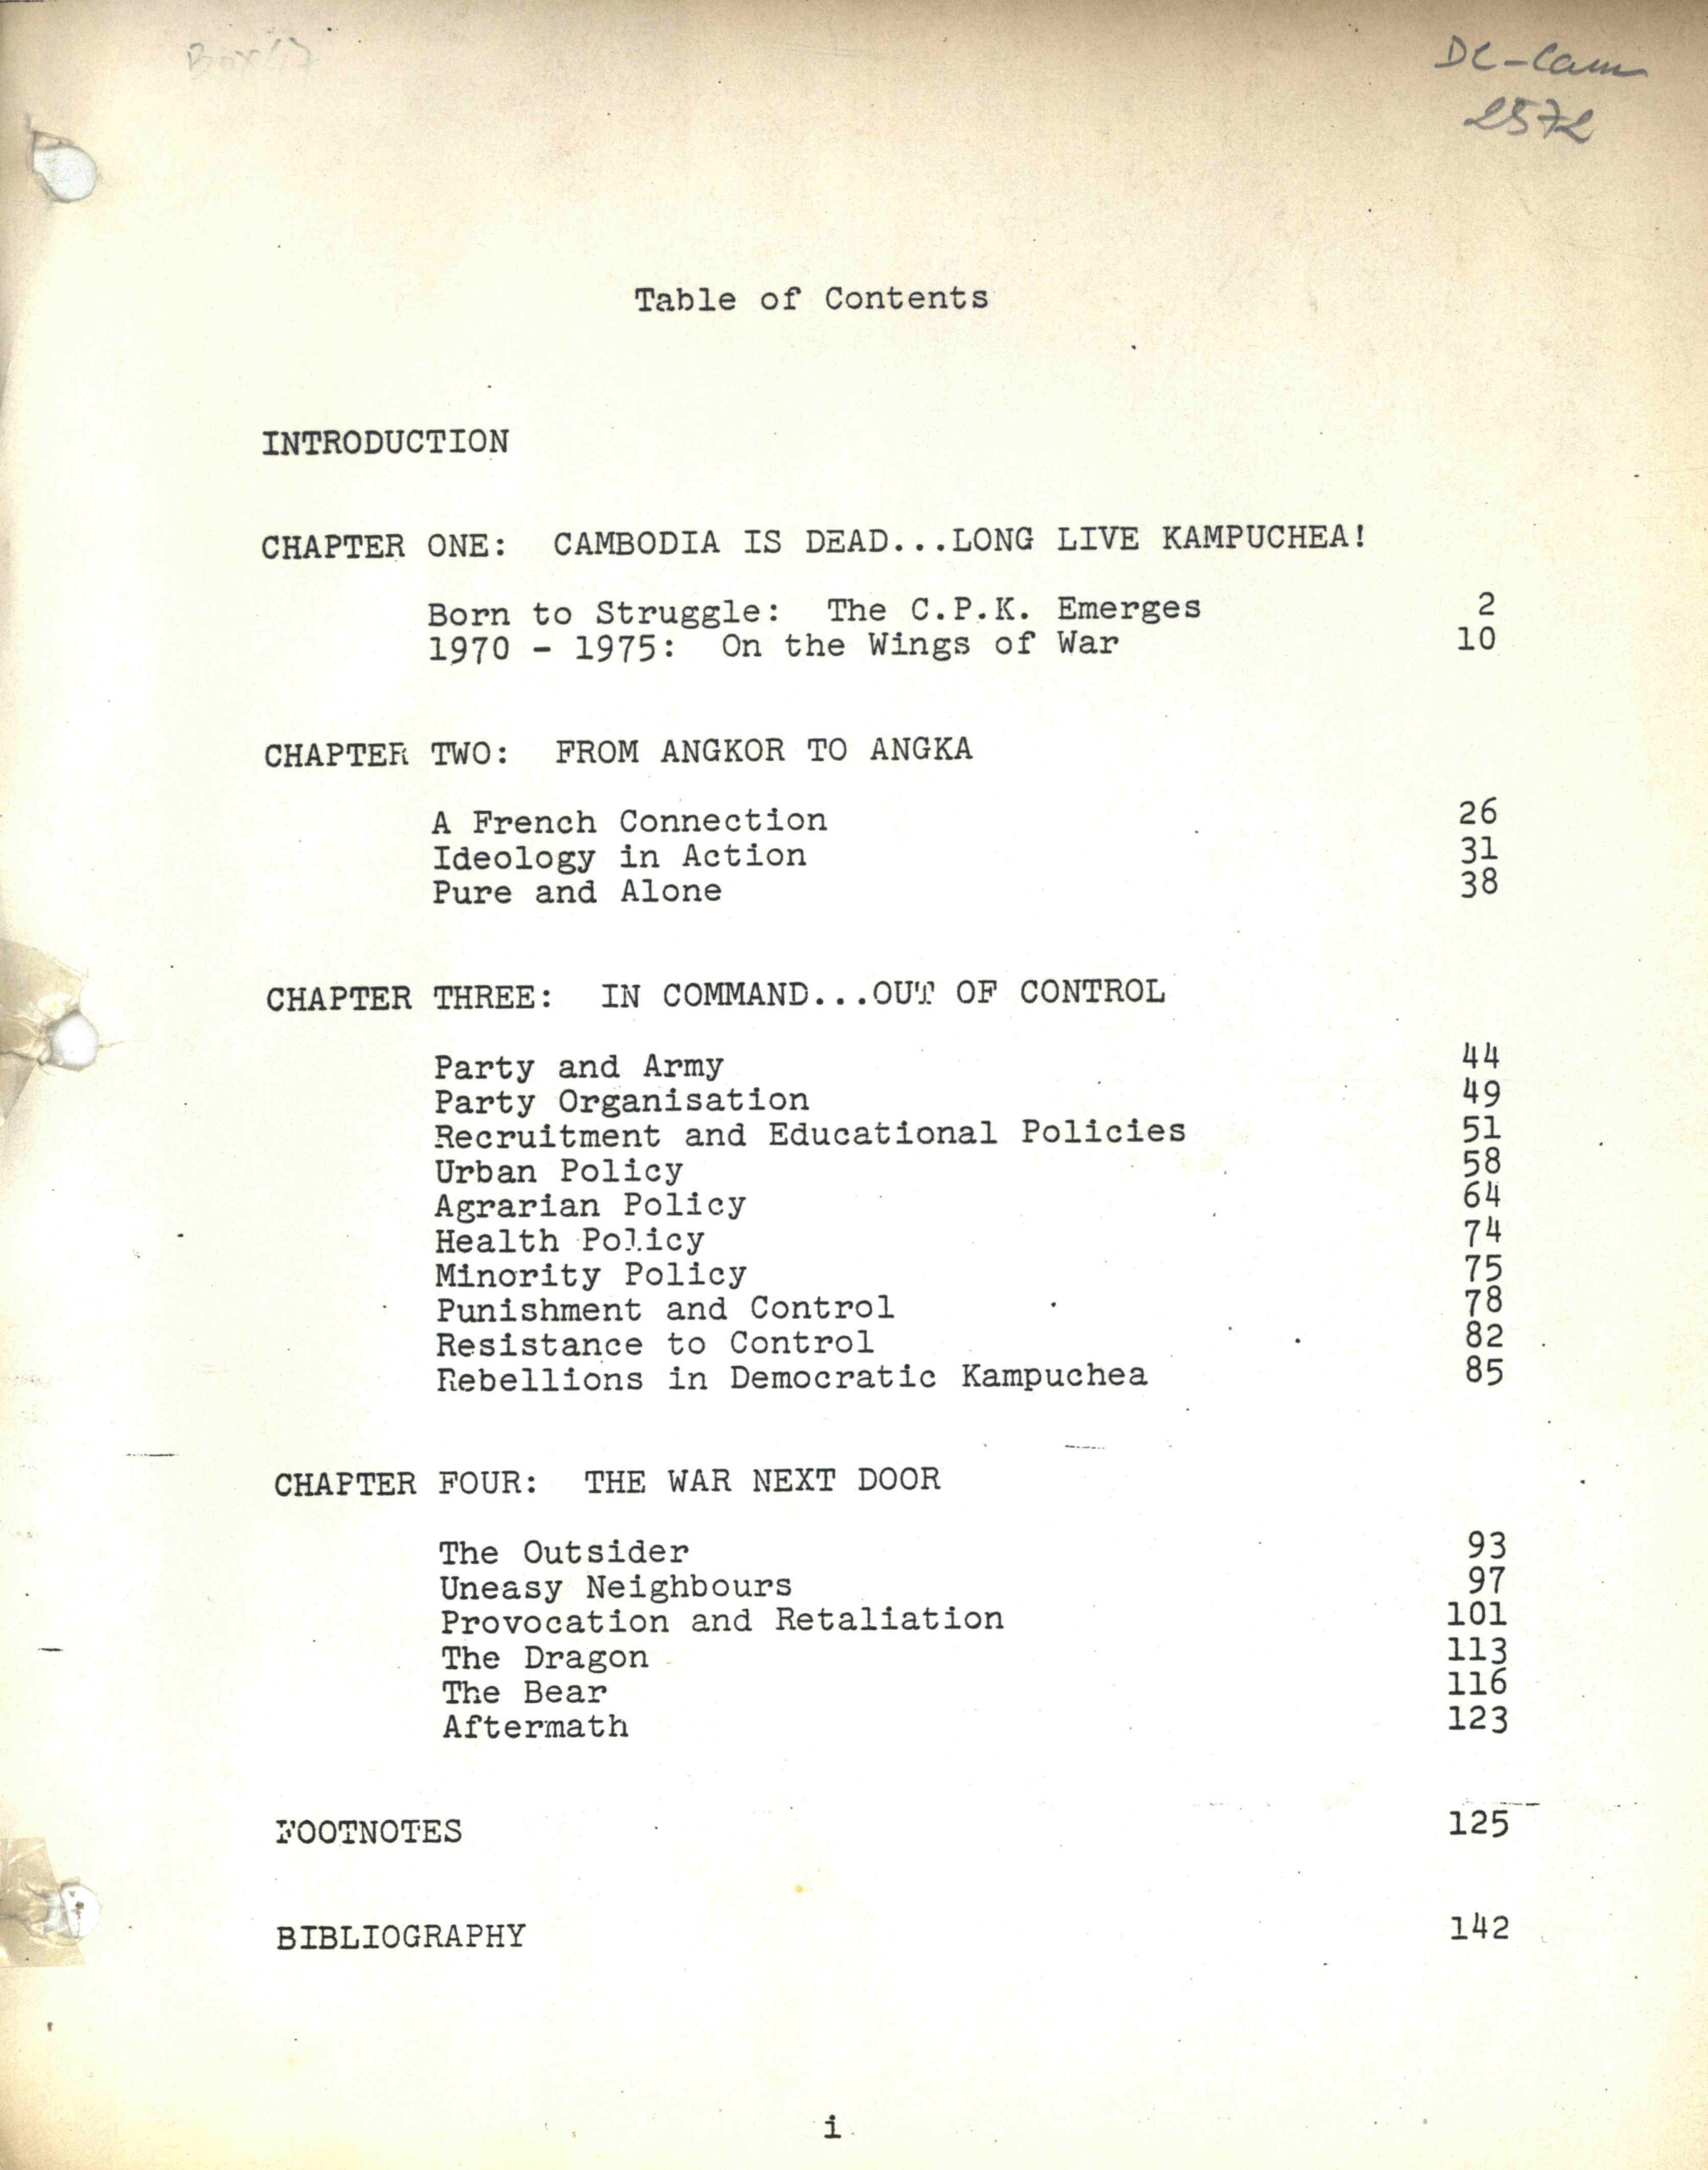 DC-Cam
2572
Table of Contents
INTRODUCTION
CHAPTER ONE: CAMBODIA IS DEAD...LONG LIVE KAMPUCHEA!
Born to Struggle: The C.P.K. Emerges 2
1970 - 1975: On the Wings of War 10
CHAPTER TWO: FROM ANGKOR TO ANGKA
A French Connection 26
Ideology in Action 31
Pure and Alone 38
CHAPTER THREE: IN COMMAND...OUT OF CONTROL
Party and Army 44
Party Organisation 49
Recruitment and Educational Policies 51
Urban Policy 58
Agrarian Policy 64
Health Policy 74
Minority Policy 75
Punishment and Control 78
Resistance to Control 82
Rebellions in Democratic Kampuchea 85
CHAPTER FOUR: THE WAR NEXT DOOR
The Outsider 93
Uneasy Neighbours 97
Provocation and Retaliation 101
The Dragon 113
The Bear 116
Aftermath 123
FOOTNOTES 125
BIBLIOGRAPHY 142
i